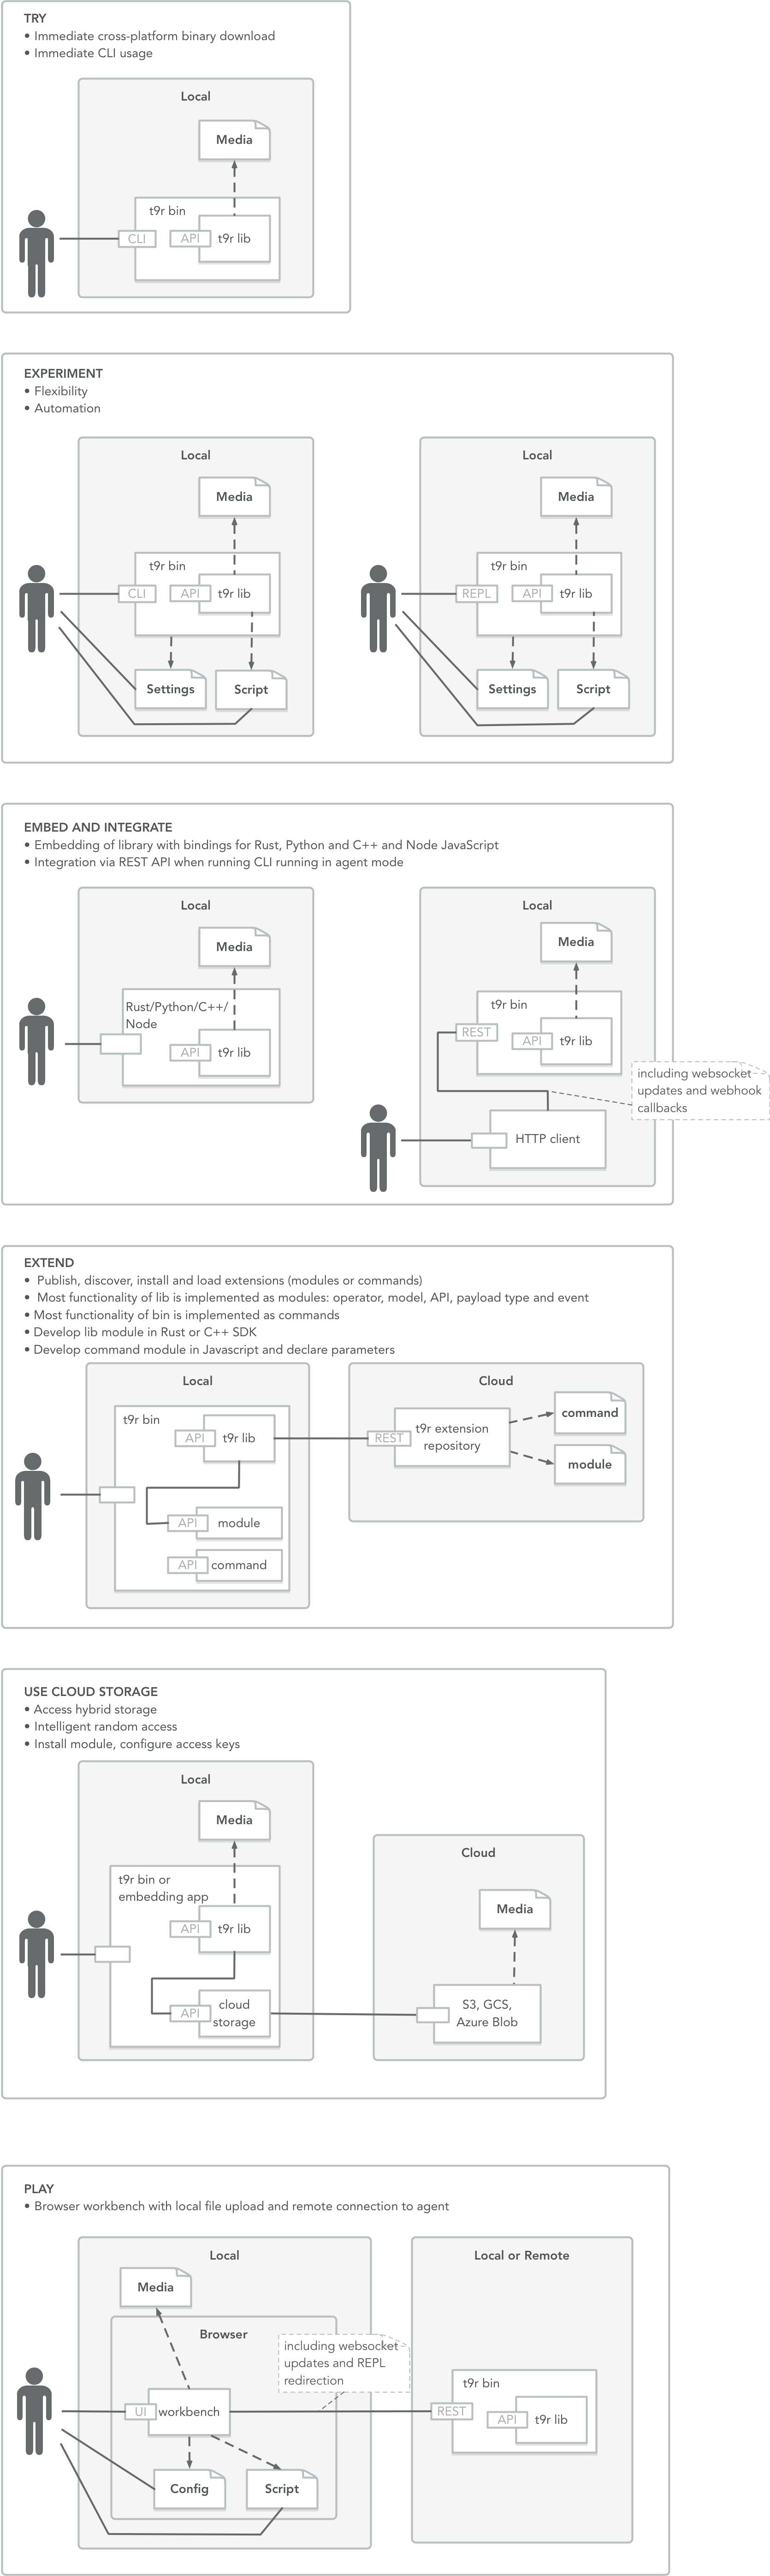 TRY
• Immediate cross-platform binary download
• Immediate CLI usage
Local
Media
t9r bin
CLI
API
t9r lib
EXPERIMENT
• Flexibility
• Automation
Local
Media
t9r bin
CLI
API
t9r lib
Settings
Script
Local
Media
t9r bin
REPL
API
t9r lib
Settings
Script
EMBED AND INTEGRATE
• Embedding of library with bindings for Rust, Python and C++ and Node JavaScript
• Integration via REST API when running CLI running in agent mode
Local
Media
Rust/Python/C++/
Node
API
t9r lib
Local
Media
t9r bin
REST
API
t9r lib
including websocket
updates and webhook
callbacks
HTTP client
EXTEND
• Publish, discover, install and load extensions (modules or commands)
• Most functionality of lib is implemented as modules: operator, model, API, payload type and event
• Most functionality of bin is implemented as commands
• Develop lib module in Rust or C++ SDK
• Develop command module in Javascript and declare parameters
Local
t9r bin
API
t9r lib
API
module
API
command
Cloud
REST
t9r extension
repository
command
module
USE CLOUD STORAGE
• Access hybrid storage
• Intelligent random access
• Install module, configure access keys
Local
Media
t9r bin or
embedding app
API
t9r lib
API
cloud
storage
Cloud
Media
S3, GCS,
Azure Blob
PLAY
• Browser workbench with local file upload and remote connection to agent
Local
Media
Browser
including websocket
updates and REPL
redirection
UI
workbench
Config
Script
Local or Remote
t9r bin
REST
API
t9r lib